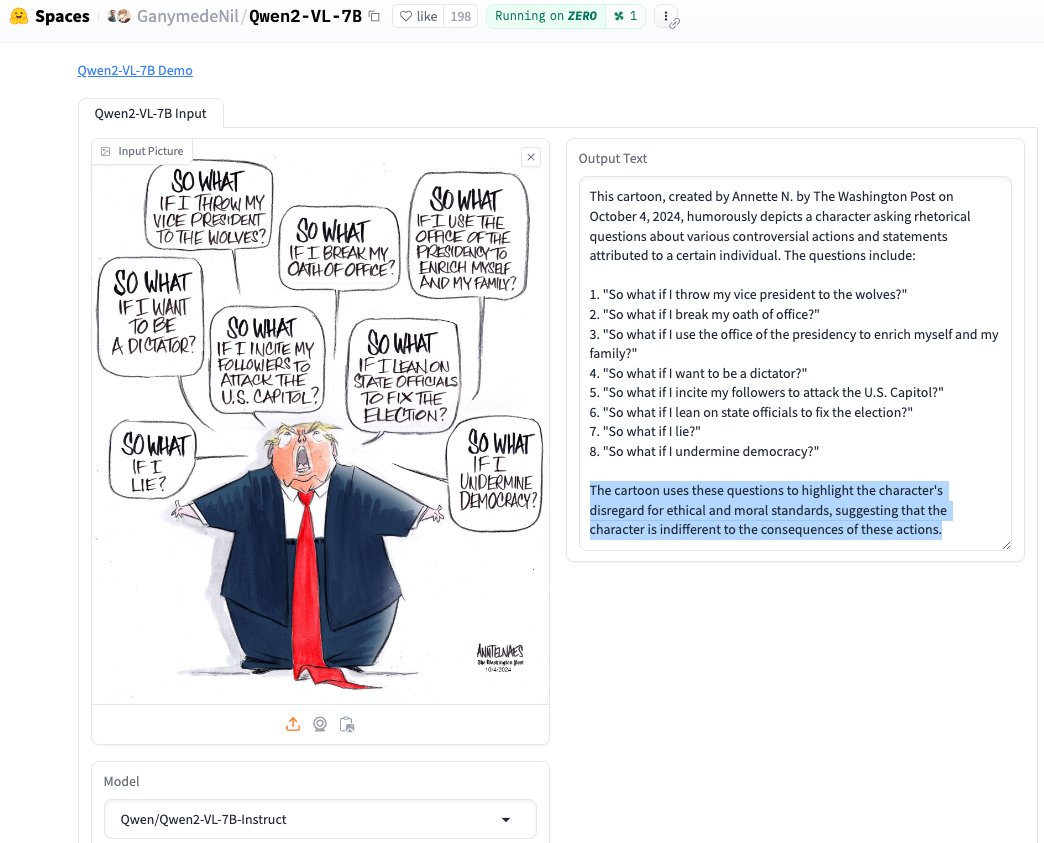 Spaces
GanymedeNil/Qwen2-VL-7B
like 198
Running on ZERO
1
Qwen2-VL-7B Demo
Qwen2-VL-7B Input
Input Picture
SO WHAT
IF I THROW MY
VICE PRESIDENT
TO THE WOLVES?
SO WHAT
IF I BREAK MY
OATH OF OFFICE?
SO WHAT
IF I USE THE
OFFICE OF THE
PRESIDENCY TO
ENRICH MYSELF
AND MY FAMILY?
SO WHAT
IF I WANT
TO BE
A DICTATOR?
SO WHAT
IF I INCITE MY
FOLLOWERS TO
ATTACK THE
U.S. CAPITOL?
SO WHAT
IF I LEAN ON
STATE OFFICIALS
TO FIX THE
ELECTION?
SO WHAT
IF I
LIE?
SO WHAT
IF I
UNDERMINE
DEMOCRACY?
ANNTELNAES
The Washington Post
10/4/2024
Output Text
This cartoon, created by Annette N. by The Washington Post on
October 4, 2024, humorously depicts a character asking rhetorical
questions about various controversial actions and statements
attributed to a certain individual. The questions include:
1. "So what if I throw my vice president to the wolves?"
2. "So what if I break my oath of office?"
3. "So what if I use the office of the presidency to enrich myself and my
family?"
4. "So what if I want to be a dictator?"
5. "So what if I incite my followers to attack the U.S. Capitol?"
6. "So what if I lean on state officials to fix the election?"
7. "So what if I lie?"
8. "So what if I undermine democracy?"
The cartoon uses these questions to highlight the character's
disregard for ethical and moral standards, suggesting that the
character is indifferent to the consequences of these actions.
Model
Qwen/Qwen2-VL-7B-Instruct